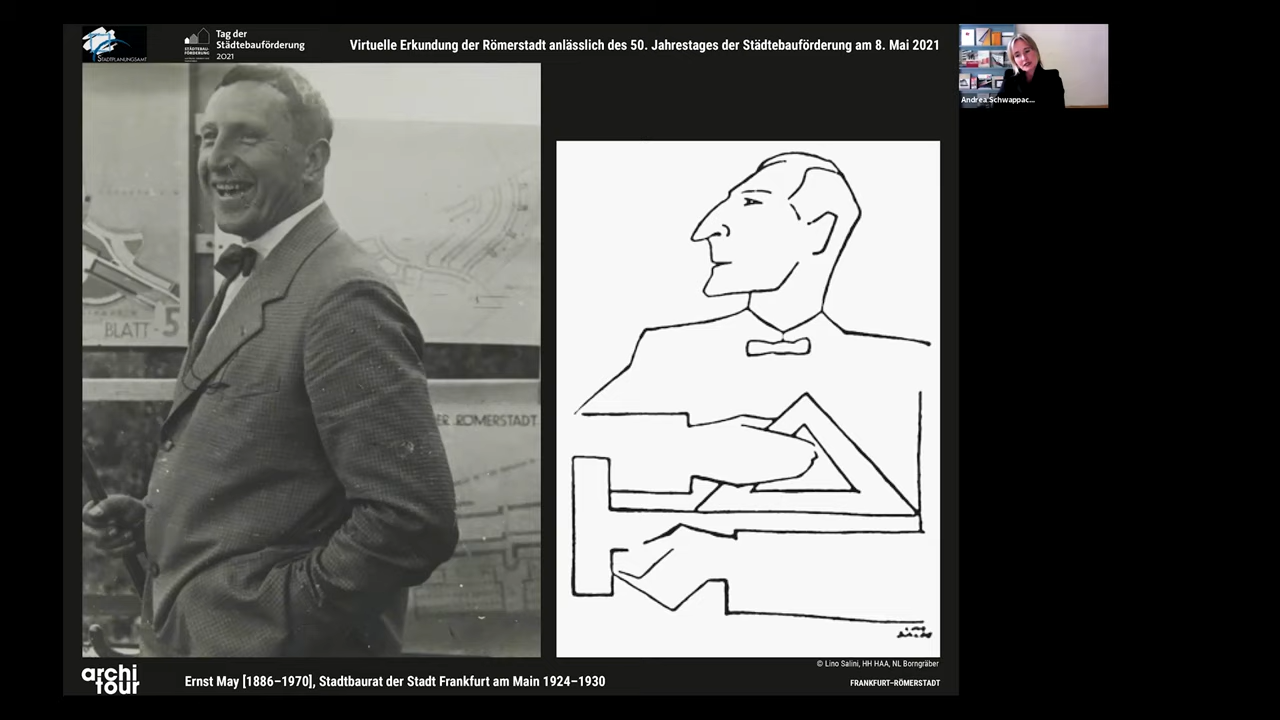 STADTPLANUNGSAMT
STÄDTEBAU-
FÖRDERUNG
Tag der
Städtebauförderung
2021
Virtuelle Erkundung der Römerstadt anlässlich des 50. Jahrestages der Städtebauförderung am 8. Mai 2021
Andrea Schwappac...
BLATT - 5
ER RÖMERSTADT
© Lino Salini, HH HAA, NL Borngräber
archi
tour
Ernst May [1886–1970], Stadtbaurat der Stadt Frankfurt am Main 1924–1930
FRANKFURT–RÖMERSTADT